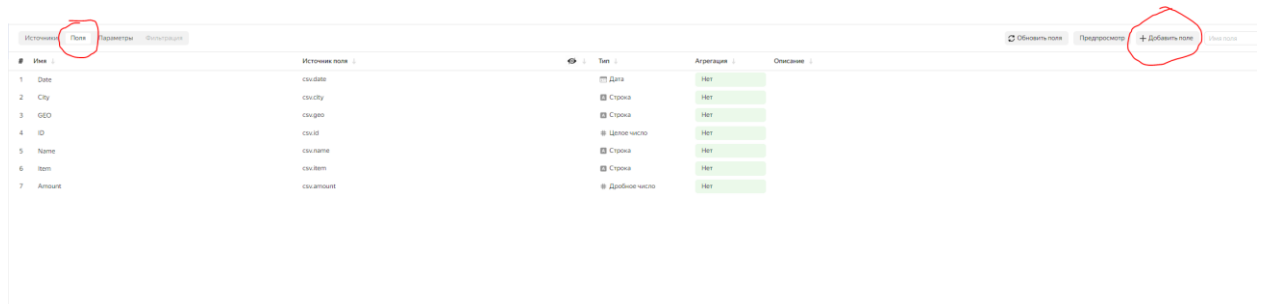 Источники Поля Параметры Фильтрация Обновить поля Предпросмотр + Добавить поле Имя поля
# Имя ↓ Источник поля ↓ ↓ Тип ↓ Агрегация ↓ Описание ↓
1 Date csv.date Дата Нет
2 City csv.city Строка Нет
3 GEO csv.geo Строка Нет
4 ID csv.id Целое число Нет
5 Name csv.name Строка Нет
6 Item csv.item Строка Нет
7 Amount csv.amount Дробное число Нет